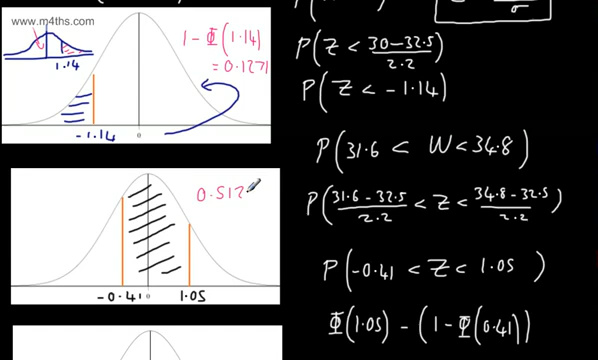 www.m4ths.com
1 - Φ(1.14)
= 0.1271
1.14
-1.14 0
P(Z < 30-32.5/2.2)
P(Z < -1.14)
P(31.6 < W < 34.8)
P(31.6-32.5/2.2 < Z < 34.8-32.5/2.2)
P(-0.41 < Z < 1.05)
Φ(1.05) - (1 - Φ(0.41))
0.512
-0.41 0 1.05